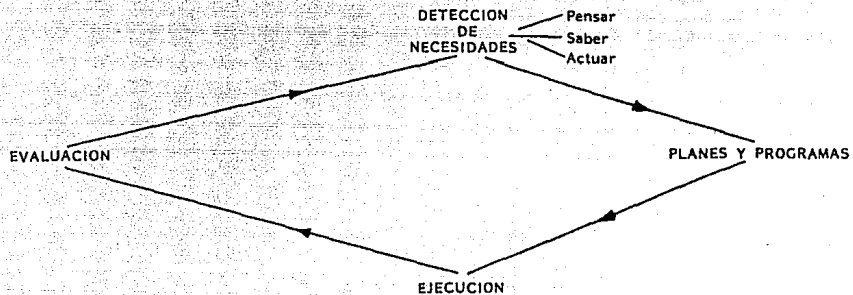 DETECCION
DE
NECESIDADES
Pensar
Saber
Actuar
EVALUACION
PLANES Y PROGRAMAS
EJECUCION